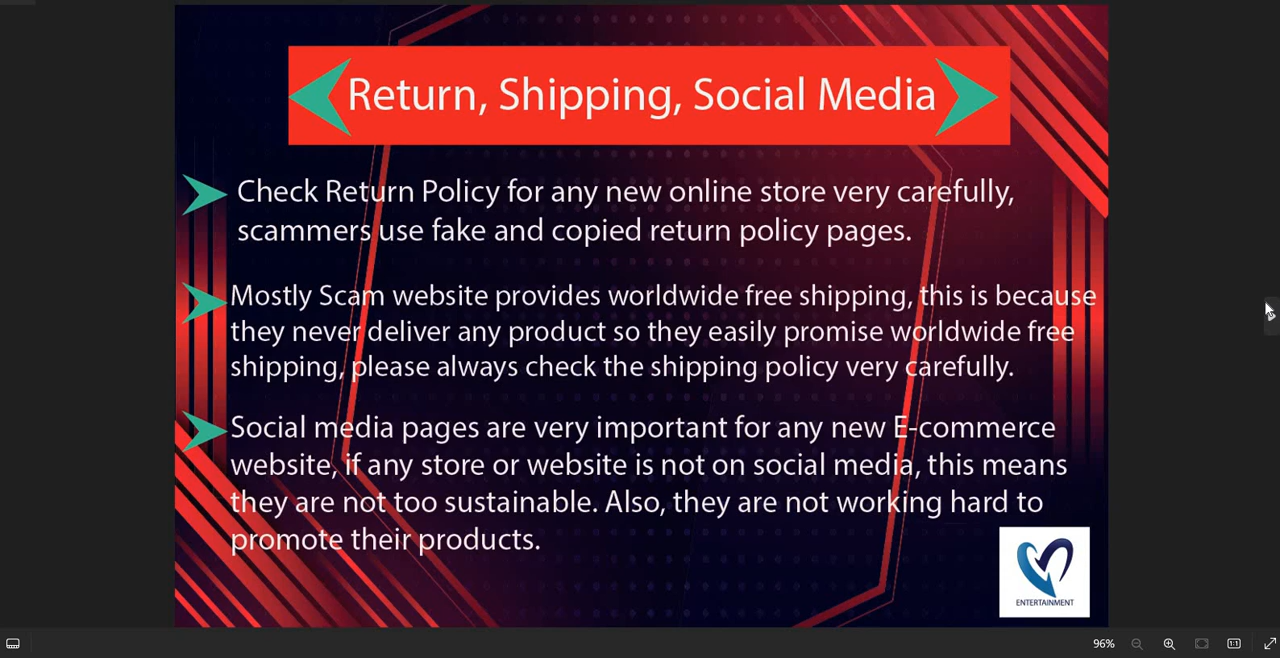 Return, Shipping, Social Media
Check Return Policy for any new online store very carefully,
scammers use fake and copied return policy pages.
Mostly Scam website provides worldwide free shipping, this is because
they never deliver any product so they easily promise worldwide free
shipping, please always check the shipping policy very carefully.
Social media pages are very important for any new E-commerce
website, if any store or website is not on social media, this means
they are not too sustainable. Also, they are not working hard to
promote their products.
ENTERTAINMENT
96%
1:1